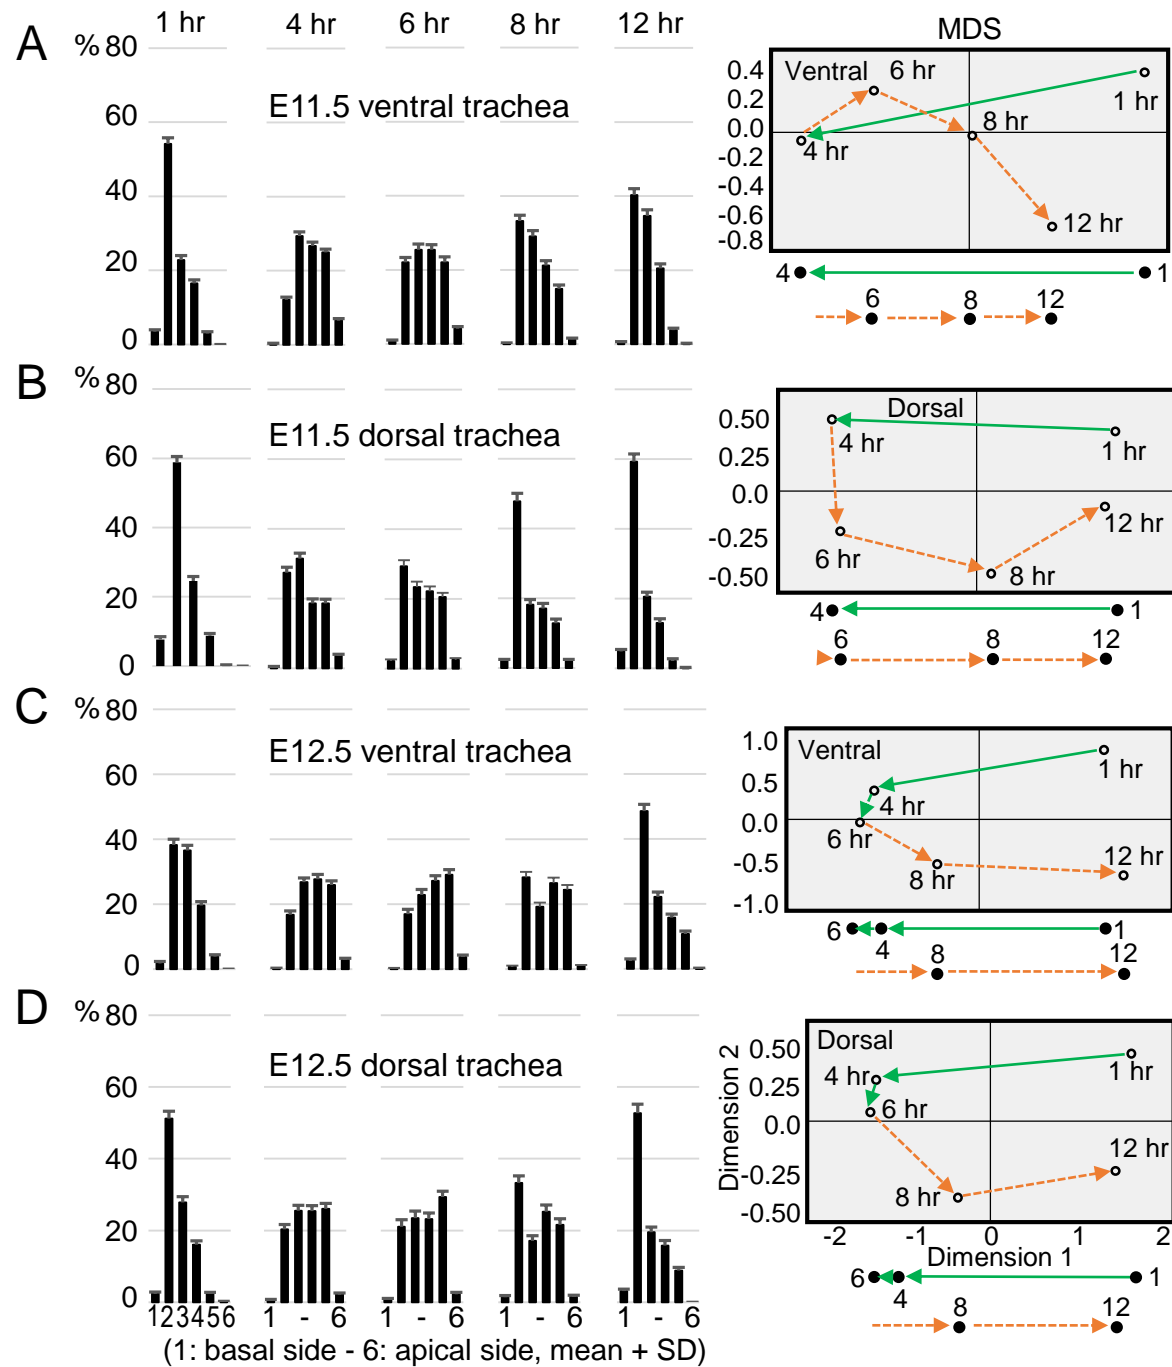 A
1 hr 4 hr 6 hr 8 hr 12 hr
MDS
% 80
60
40
20
0
E11.5 ventral trachea
Ventral
0.4
0.2
0.0
-0.2
-0.4
-0.6
-0.8
6 hr
1 hr
8 hr
4 hr
12 hr
4 1
6 8 12
B
% 80
60
40
20
0
E11.5 dorsal trachea
Dorsal
0.50
0.25
0.0
-0.25
-0.50
4 hr
1 hr
12 hr
6 hr
8 hr
4 1
6 8 12
C
% 80
60
40
20
0
E12.5 ventral trachea
Ventral
1.0
0.5
0.0
-0.5
-1.0
1 hr
4 hr
6 hr
8 hr
12 hr
6 4 1
8 12
D
% 80
60
40
20
0
E12.5 dorsal trachea
Dorsal
Dimension 2
0.50
0.25
0.0
-0.25
-0.50
4 hr
1 hr
6 hr
12 hr
8 hr
-2 -1 0 1 2
Dimension 1
6 4 1
8 12
123456 1 - 6 1 - 6 1 - 6 1 - 6
(1: basal side - 6: apical side, mean + SD)